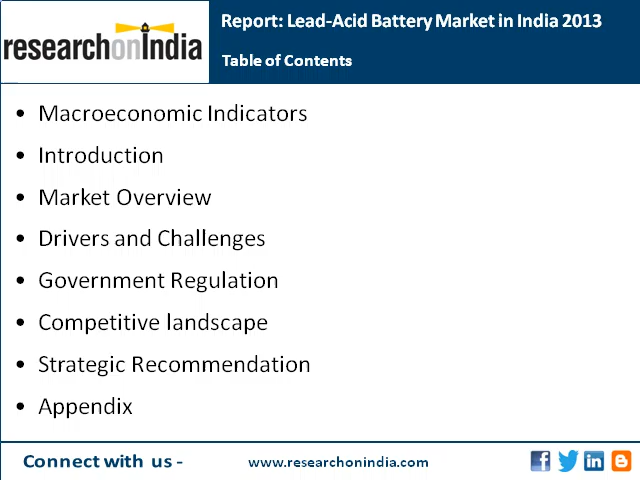 researchonindia
Report: Lead-Acid Battery Market in India 2013
Table of Contents
• Macroeconomic Indicators
• Introduction
• Market Overview
• Drivers and Challenges
• Government Regulation
• Competitive landscape
• Strategic Recommendation
• Appendix
Connect with us -
www.researchonindia.com